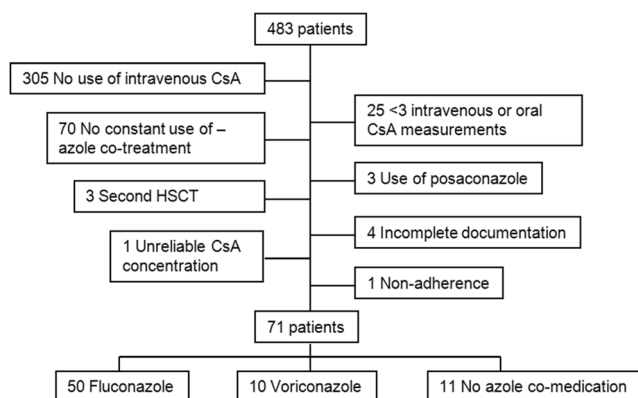 483 patients
305 No use of intravenous CsA
25 <3 intravenous or oral
CsA measurements
70 No constant use of –
azole co-treatment
3 Use of posaconazole
3 Second HSCT
4 Incomplete documentation
1 Unreliable CsA
concentration
1 Non-adherence
71 patients
50 Fluconazole
10 Voriconazole
11 No azole co-medication